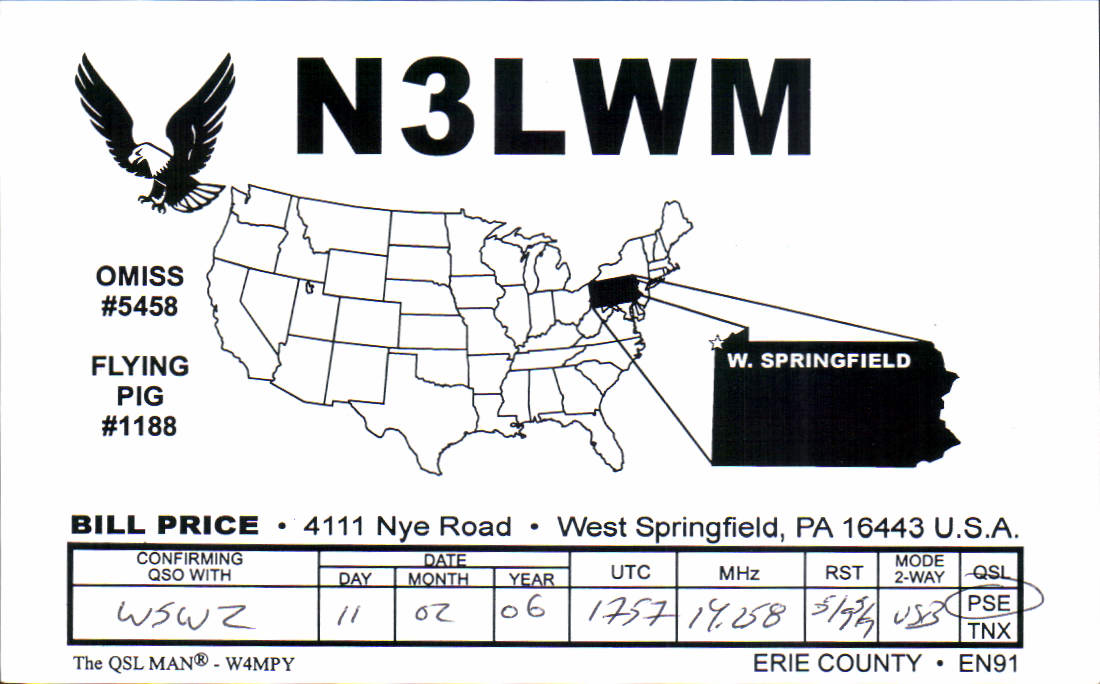 N3LWM
OMISS
#5458
FLYING
PIG
#1188
W. SPRINGFIELD
BILL PRICE • 4111 Nye Road • West Springfield, PA 16443 U.S.A.
CONFIRMING QSO WITH DATE DAY MONTH YEAR UTC MHz RST MODE 2-WAY QSL
W5WZ 11 02 06 1757 14.258 USB PSE
TNX
The QSL MAN® - W4MPY ERIE COUNTY • EN91